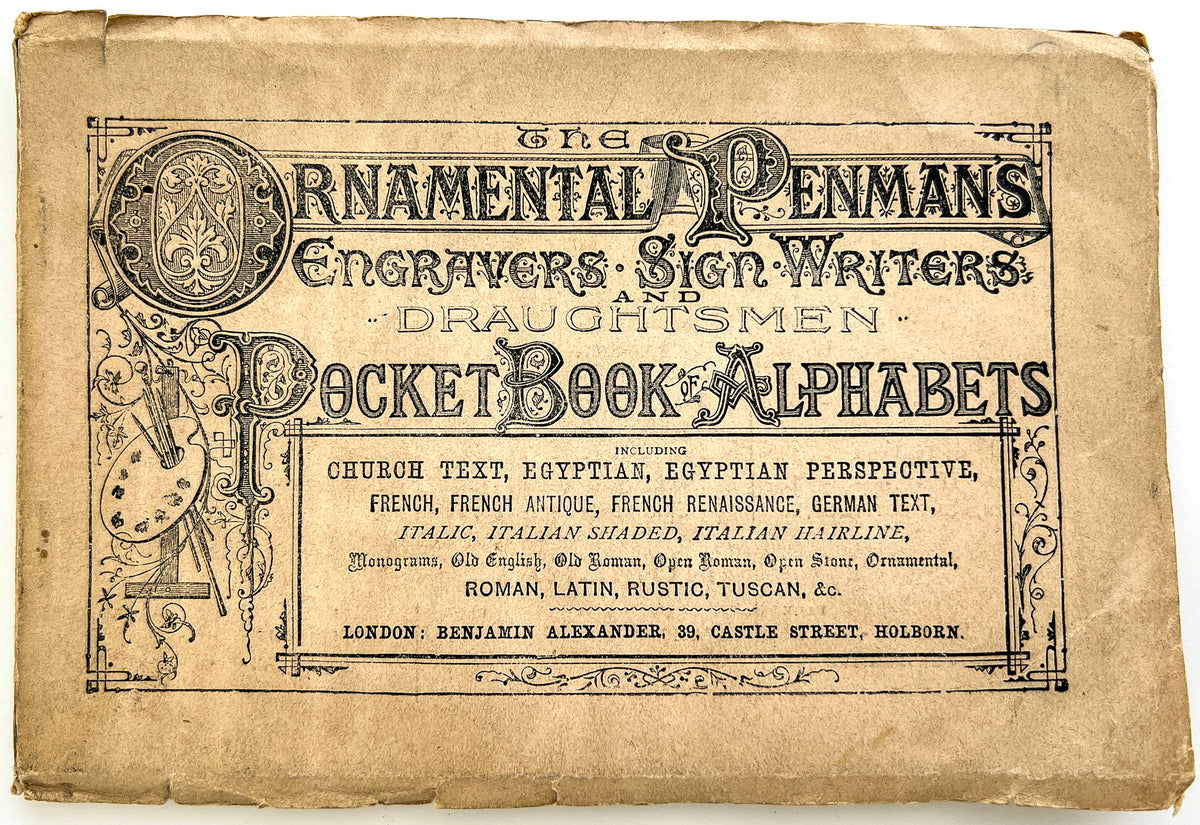 THE
ORNAMENTAL PENMAN'S
ENGRAVERS · SIGN · WRITERS
AND
DRAUGHTSMEN
POCKET BOOK OF ALPHABETS
INCLUDING
CHURCH TEXT, EGYPTIAN, EGYPTIAN PERSPECTIVE,
FRENCH, FRENCH ANTIQUE, FRENCH RENAISSANCE, GERMAN TEXT,
ITALIC, ITALIAN SHADED, ITALIAN HAIRLINE,
Monograms, Old English, Old Roman, Open Roman, Open Stone, Ornamental,
ROMAN, LATIN, RUSTIC, TUSCAN, &c.
LONDON: BENJAMIN ALEXANDER, 39, CASTLE STREET, HOLBORN.